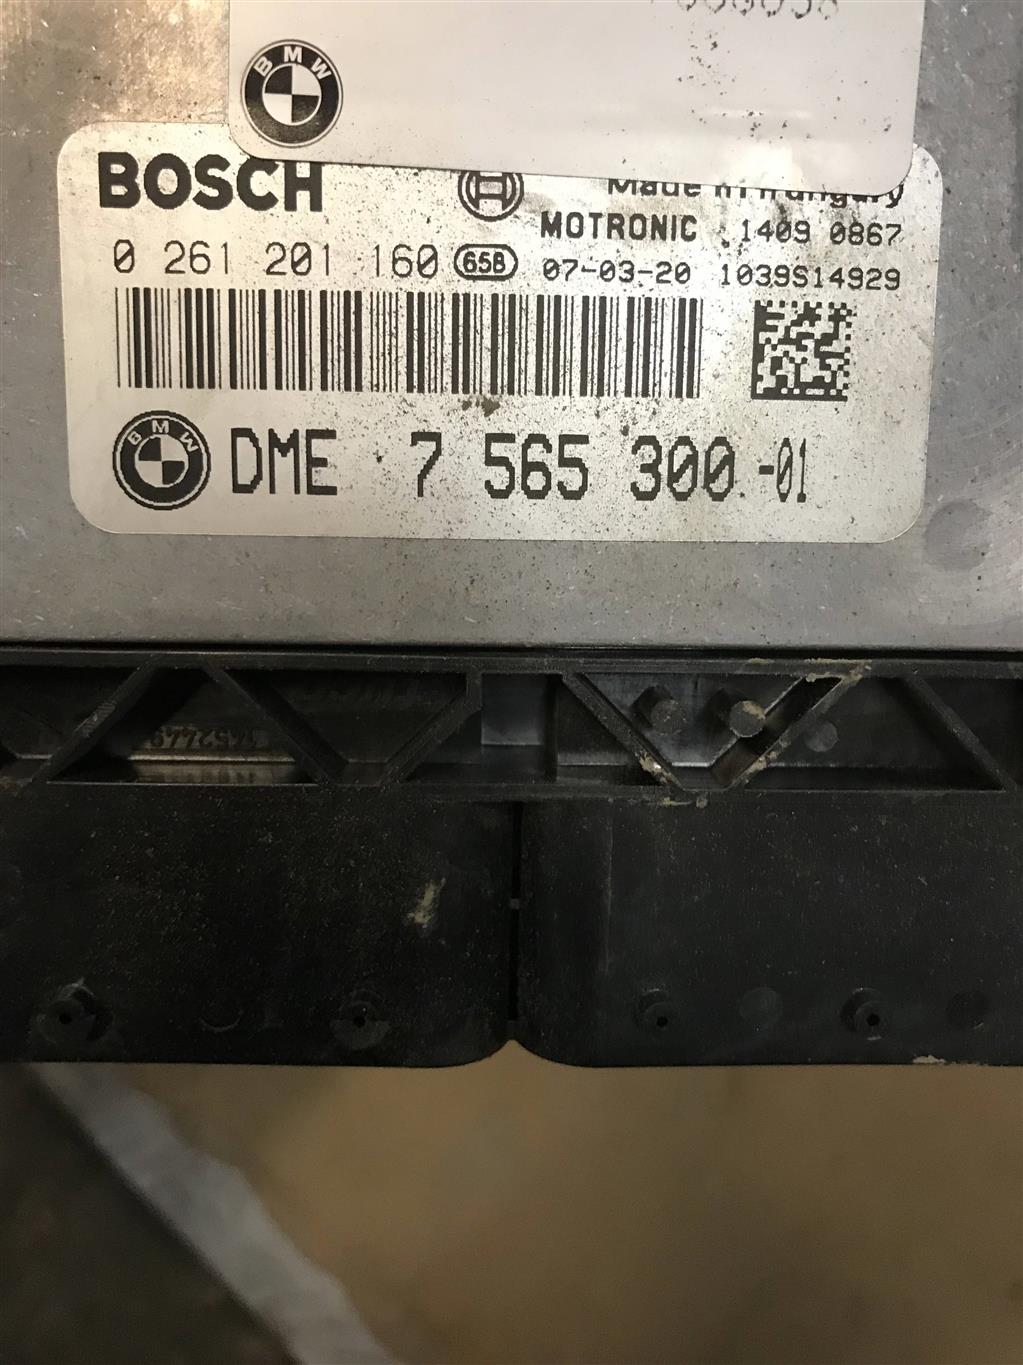 BMW
BOSCH
Made in Hungary
MOTRONIC 1409 0867
0 261 201 160 658 07-03-20 1039S14929
BMW
DME 7 565 300 -01